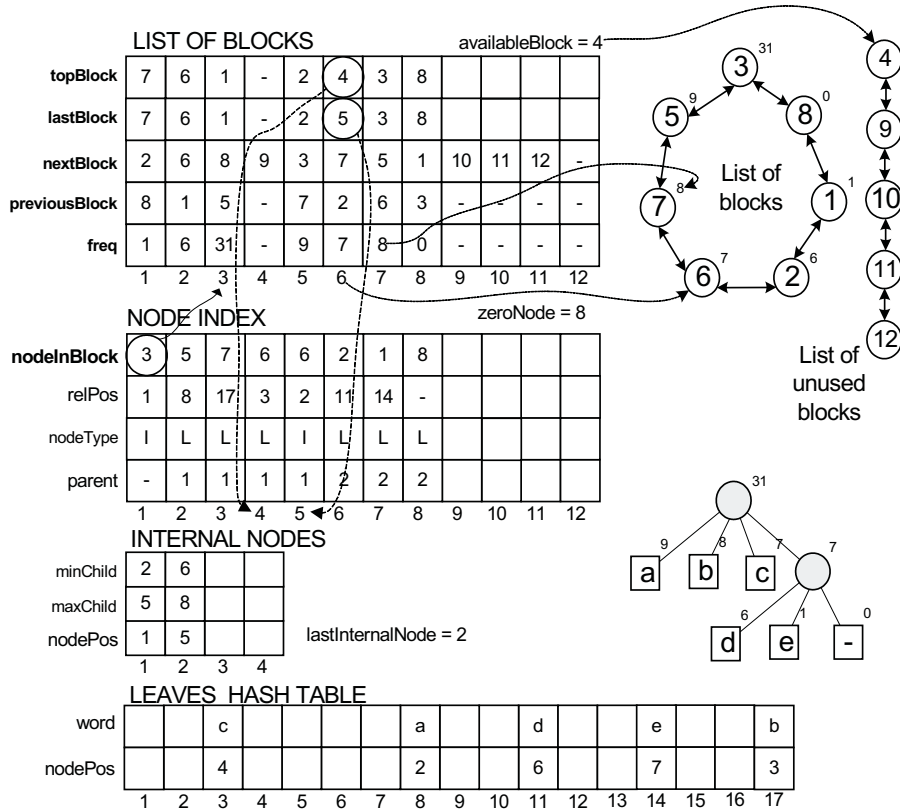 LIST OF BLOCKS
availableBlock = 4
topBlock 7 6 1 - 2 4 3 8
lastBlock 7 6 1 - 2 5 3 8
nextBlock 2 6 8 9 3 7 5 1 10 11 12 -
previousBlock 8 1 5 - 7 2 6 3 - - - -
freq 1 6 31 - 9 7 8 0 - - - -
1 2 3 4 5 6 7 8 9 10 11 12
3 31
8 0
1 1
2 6
6 7
7 8
5 9
List of
blocks
4
9
10
11
12
List of
unused
blocks
NODE INDEX
zeroNode = 8
nodeInBlock 3 5 7 6 6 2 1 8
relPos 1 8 17 3 2 11 14 -
nodeType I L L L I L L L
parent - 1 1 1 1 2 2 2
1 2 3 4 5 6 7 8 9 10 11 12
INTERNAL NODES
minChild 2 6
maxChild 5 8
nodePos 1 5
1 2 3 4
lastInternalNode = 2
31
9 8 7 7
a b c
6 1 0
d e -
LEAVES HASH TABLE
word c a d e b
nodePos 4 2 6 7 3
1 2 3 4 5 6 7 8 9 10 11 12 13 14 15 16 17